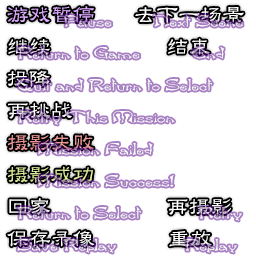 游戏暂停 Pause
去下一场景 Next Scene
继续 Return to Game
结束 End
投降 Quit and Return to Select
再挑战 Retry This Mission
摄影失败 Mission Failed
摄影成功 Mission Success!
回家 Return to Select
再摄影 Retry
保存录像 Save Replay
重放 Replay